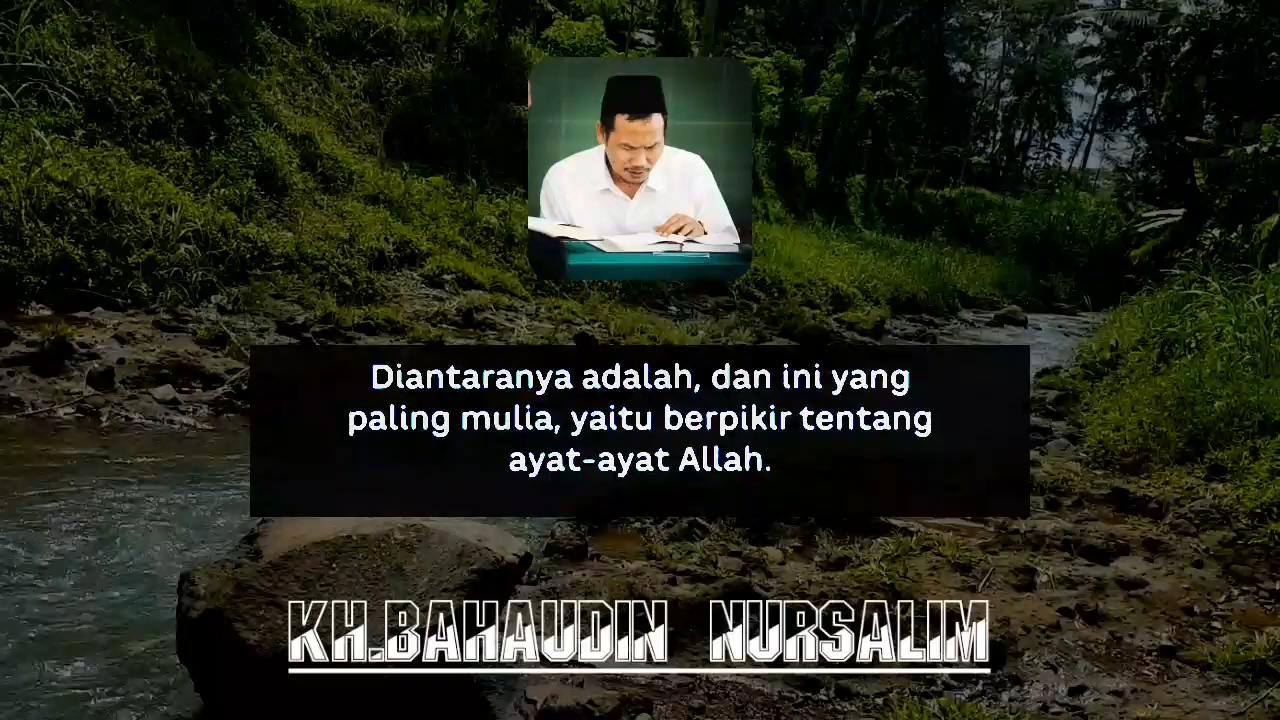 Diantaranya adalah, dan ini yang
paling mulia, yaitu berpikir tentang
ayat-ayat Allah.
KH.BAHAUDIN NURSALIM